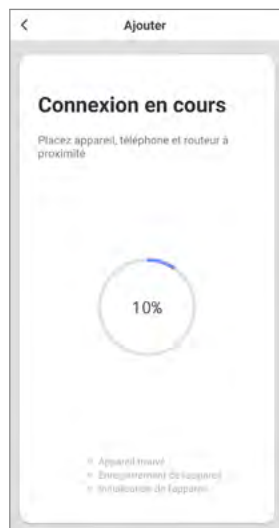 Ajouter
Connexion en cours
Placez appareil, téléphone et routeur à
proximité
10%
Appareil trouvé
Enregistrement de l'appareil
Initialisation de l'appareil